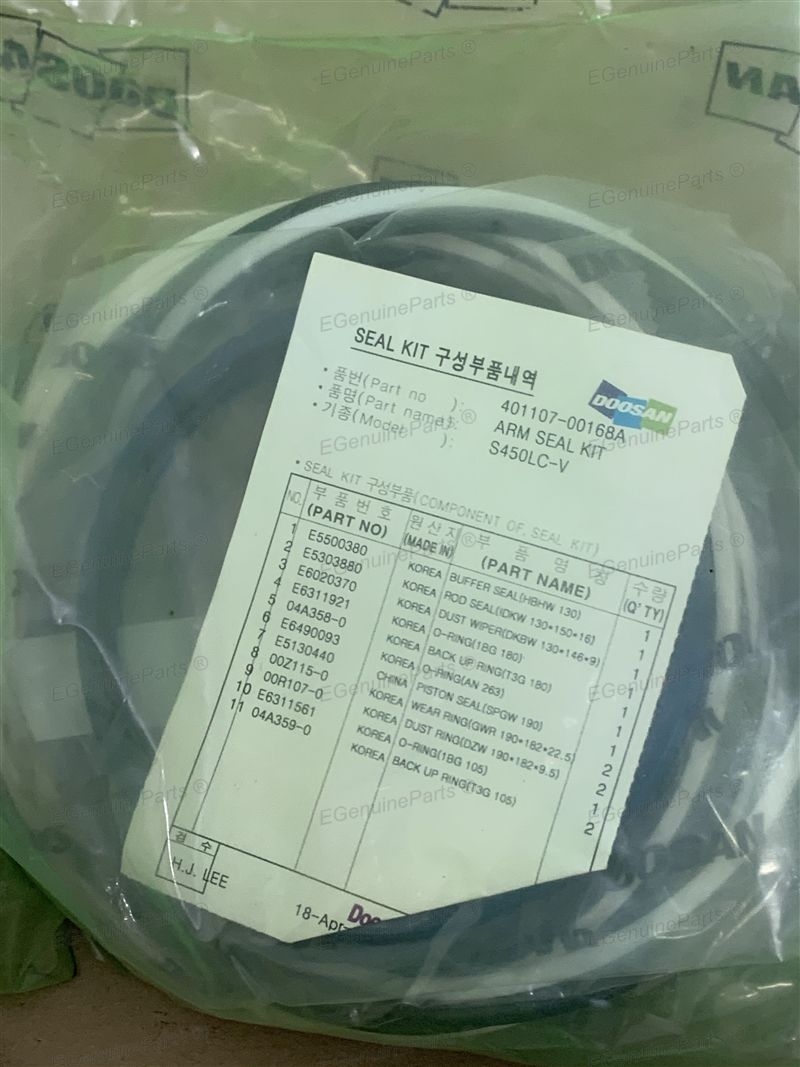 DOOSAN
SEAL KIT 구성부품내역
DOOSAN
• 품번(Part no ): 401107-00168A
• 품명(Part name): ARM SEAL KIT
• 기종(Model ): S450LC-V
• SEAL KIT 구성부품(COMPONENT OF SEAL KIT)
NO. 부품번호 (PART NO) 원산지 (MADE IN) 부품명칭 (PART NAME) 수량 (Q'TY)
1 E5500380 KOREA BUFFER SEAL(HBHW 130) 1
2 E5303880 KOREA ROD SEAL(IDKW 130*150*16) 1
3 E6020370 KOREA DUST WIPER(DKBW 130*146*9) 1
4 E6311921 KOREA O-RING(1BG 180) 1
5 04A358-0 KOREA BACK UP RING(T3G 180) 1
6 E6490093 KOREA O-RING(AN 263) 1
7 E5130440 CHINA PISTON SEAL(SPGW 190) 1
8 00Z115-0 KOREA WEAR RING(GWR 190*182*22.5) 2
9 00R107-0 KOREA DUST RING(DZW 190*182*9.5) 2
10 E6311561 KOREA O-RING(1BG 105) 1
11 04A359-0 KOREA BACK UP RING(T3G 105) 2
검수
H.J. LEE
18-Apr
EGenuineParts ®